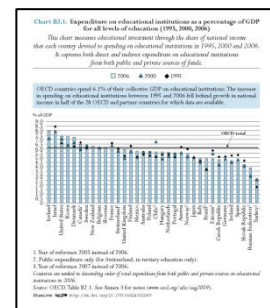 Chart B2.1. Expenditure on educational institutions as a percentage of GDP
for all levels of education (1995, 2000, 2006)
This chart measures educational investment through the share of national income
that each country devoted to spending on educational institutions in 1995, 2000 and 2006.
It captures both direct and indirect expenditure on educational institutions
from both public and private sources of funds.
2006 2000 1995
OECD countries spend 6.1% of their collective GDP on educational institutions. The increase
in spending on educational institutions between 1995 and 2006 fell behind growth in national
income in half of the 28 OECD and partner countries for which data are available.
% of GDP
OECD total
Iceland
Israel
United States
Korea
Denmark
Canada
Sweden
New Zealand
Belgium
Slovenia
France
Switzerland
United Kingdom
Finland
Mexico
Australia
Poland
Chile
Hungary
Netherlands
Austria
Portugal
Japan
Italy
Brazil
Estonia
Czech Republic
Germany
Ireland
Spain
Slovak Republic
Russian Federation
Turkey
1. Year of reference 2005 instead of 2006.
2. Public expenditure only (for Switzerland, in tertiary education only).
3. Year of reference 2007 instead of 2006.
Countries are ranked in descending order of total expenditure from both public and private sources on educational institutions
in 2006.
Source: OECD. Table B2.1. See Annex 3 for notes (www.oecd.org/edu/eag2009).